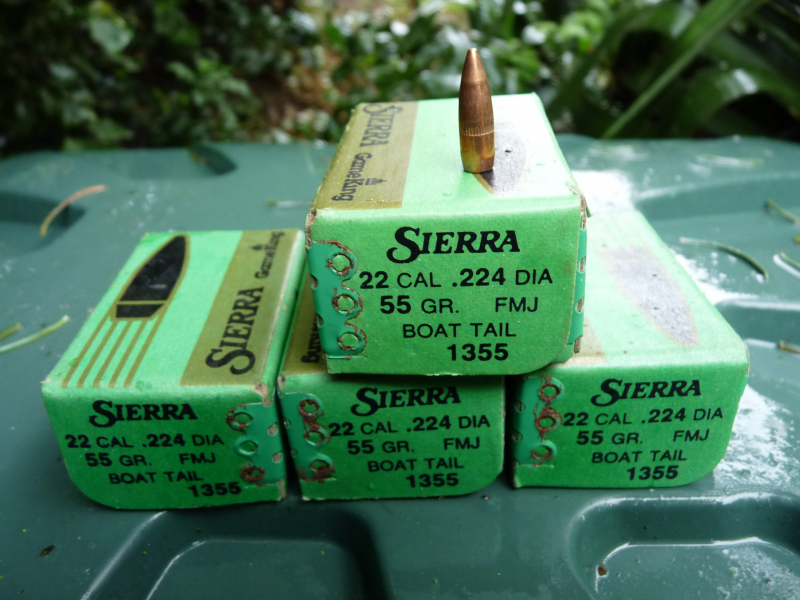 SIERRA
GameKing
SIERRA
22 CAL .224 DIA
55 GR. FMJ
BOAT TAIL
1355
SIERRA
GameKing
SIERRA
22 CAL .224 DIA
55 GR. FMJ
BOAT TAIL
1355
SIERRA
22 CAL .224 DIA
55 GR. FMJ
BOAT TAIL
1355
SIERRA
22 CAL .224 DIA
55 GR. FMJ
BOAT TAIL
1355